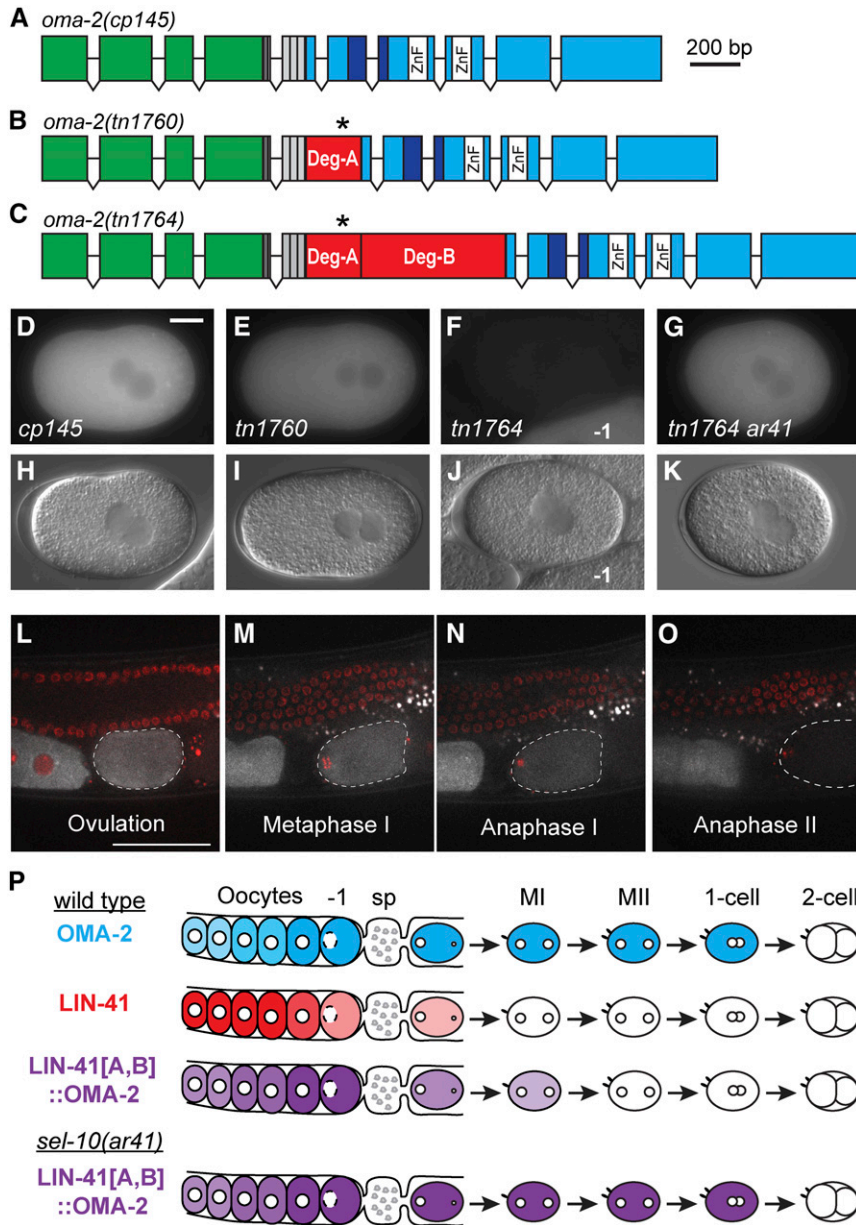 A oma-2(cp145)
ZnF ZnF
200 bp
B oma-2(tn1760)
*
Deg-A ZnF ZnF
C oma-2(tn1764)
*
Deg-A Deg-B ZnF ZnF
D E F G
cp145 tn1760 tn1764 -1 tn1764 ar41
H I J K
-1
L M N O
Ovulation Metaphase I Anaphase I Anaphase II
P
wild type Oocytes -1 sp MI MII 1-cell 2-cell
OMA-2
LIN-41
LIN-41[A,B]
::OMA-2
sel-10(ar41)
LIN-41[A,B]
::OMA-2